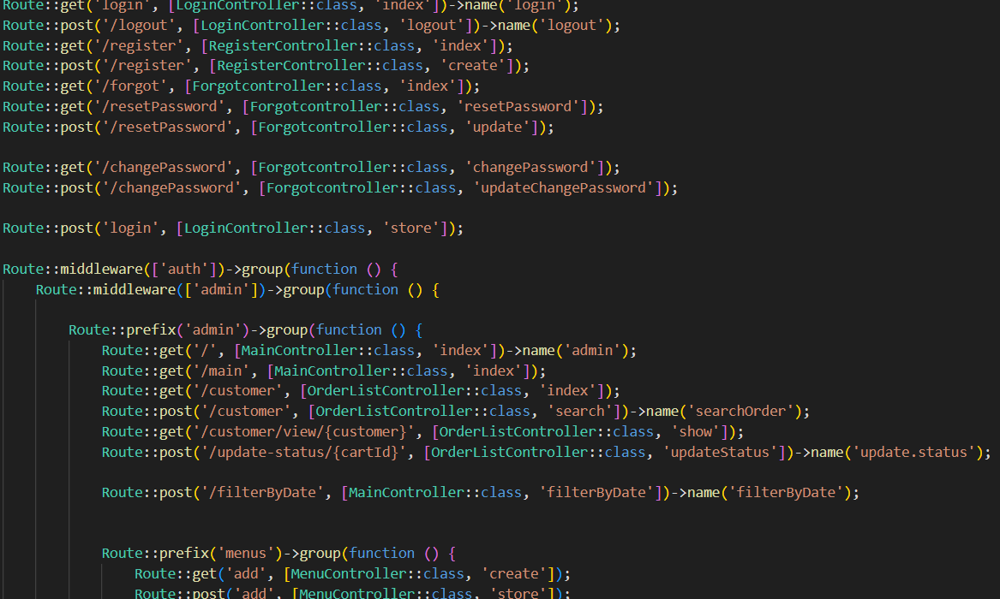 Route::get('login', [LoginController::class, 'index'])->name('login');
Route::post('/logout', [LoginController::class, 'logout'])->name('logout');
Route::get('/register', [RegisterController::class, 'index']);
Route::post('/register', [RegisterController::class, 'create']);
Route::get('/forgot', [Forgotcontroller::class, 'index']);
Route::get('/resetPassword', [Forgotcontroller::class, 'resetPassword']);
Route::post('/resetPassword', [Forgotcontroller::class, 'update']);
Route::get('/changePassword', [Forgotcontroller::class, 'changePassword']);
Route::post('/changePassword', [Forgotcontroller::class, 'updateChangePassword']);
Route::post('login', [LoginController::class, 'store']);
Route::middleware(['auth'])->group(function () {
Route::middleware(['admin'])->group(function () {
Route::prefix('admin')->group(function () {
Route::get('/', [MainController::class, 'index'])->name('admin');
Route::get('/main', [MainController::class, 'index']);
Route::get('/customer', [OrderListController::class, 'index']);
Route::post('/customer', [OrderListController::class, 'search'])->name('searchOrder');
Route::get('/customer/view/{customer}', [OrderListController::class, 'show']);
Route::post('/update-status/{cartId}', [OrderListController::class, 'updateStatus'])->name('update.status');
Route::post('/filterByDate', [MainController::class, 'filterByDate'])->name('filterByDate');
Route::prefix('menus')->group(function () {
Route::get('add', [MenuController::class, 'create']);
Route::post('add', [MenuController::class, 'store']);